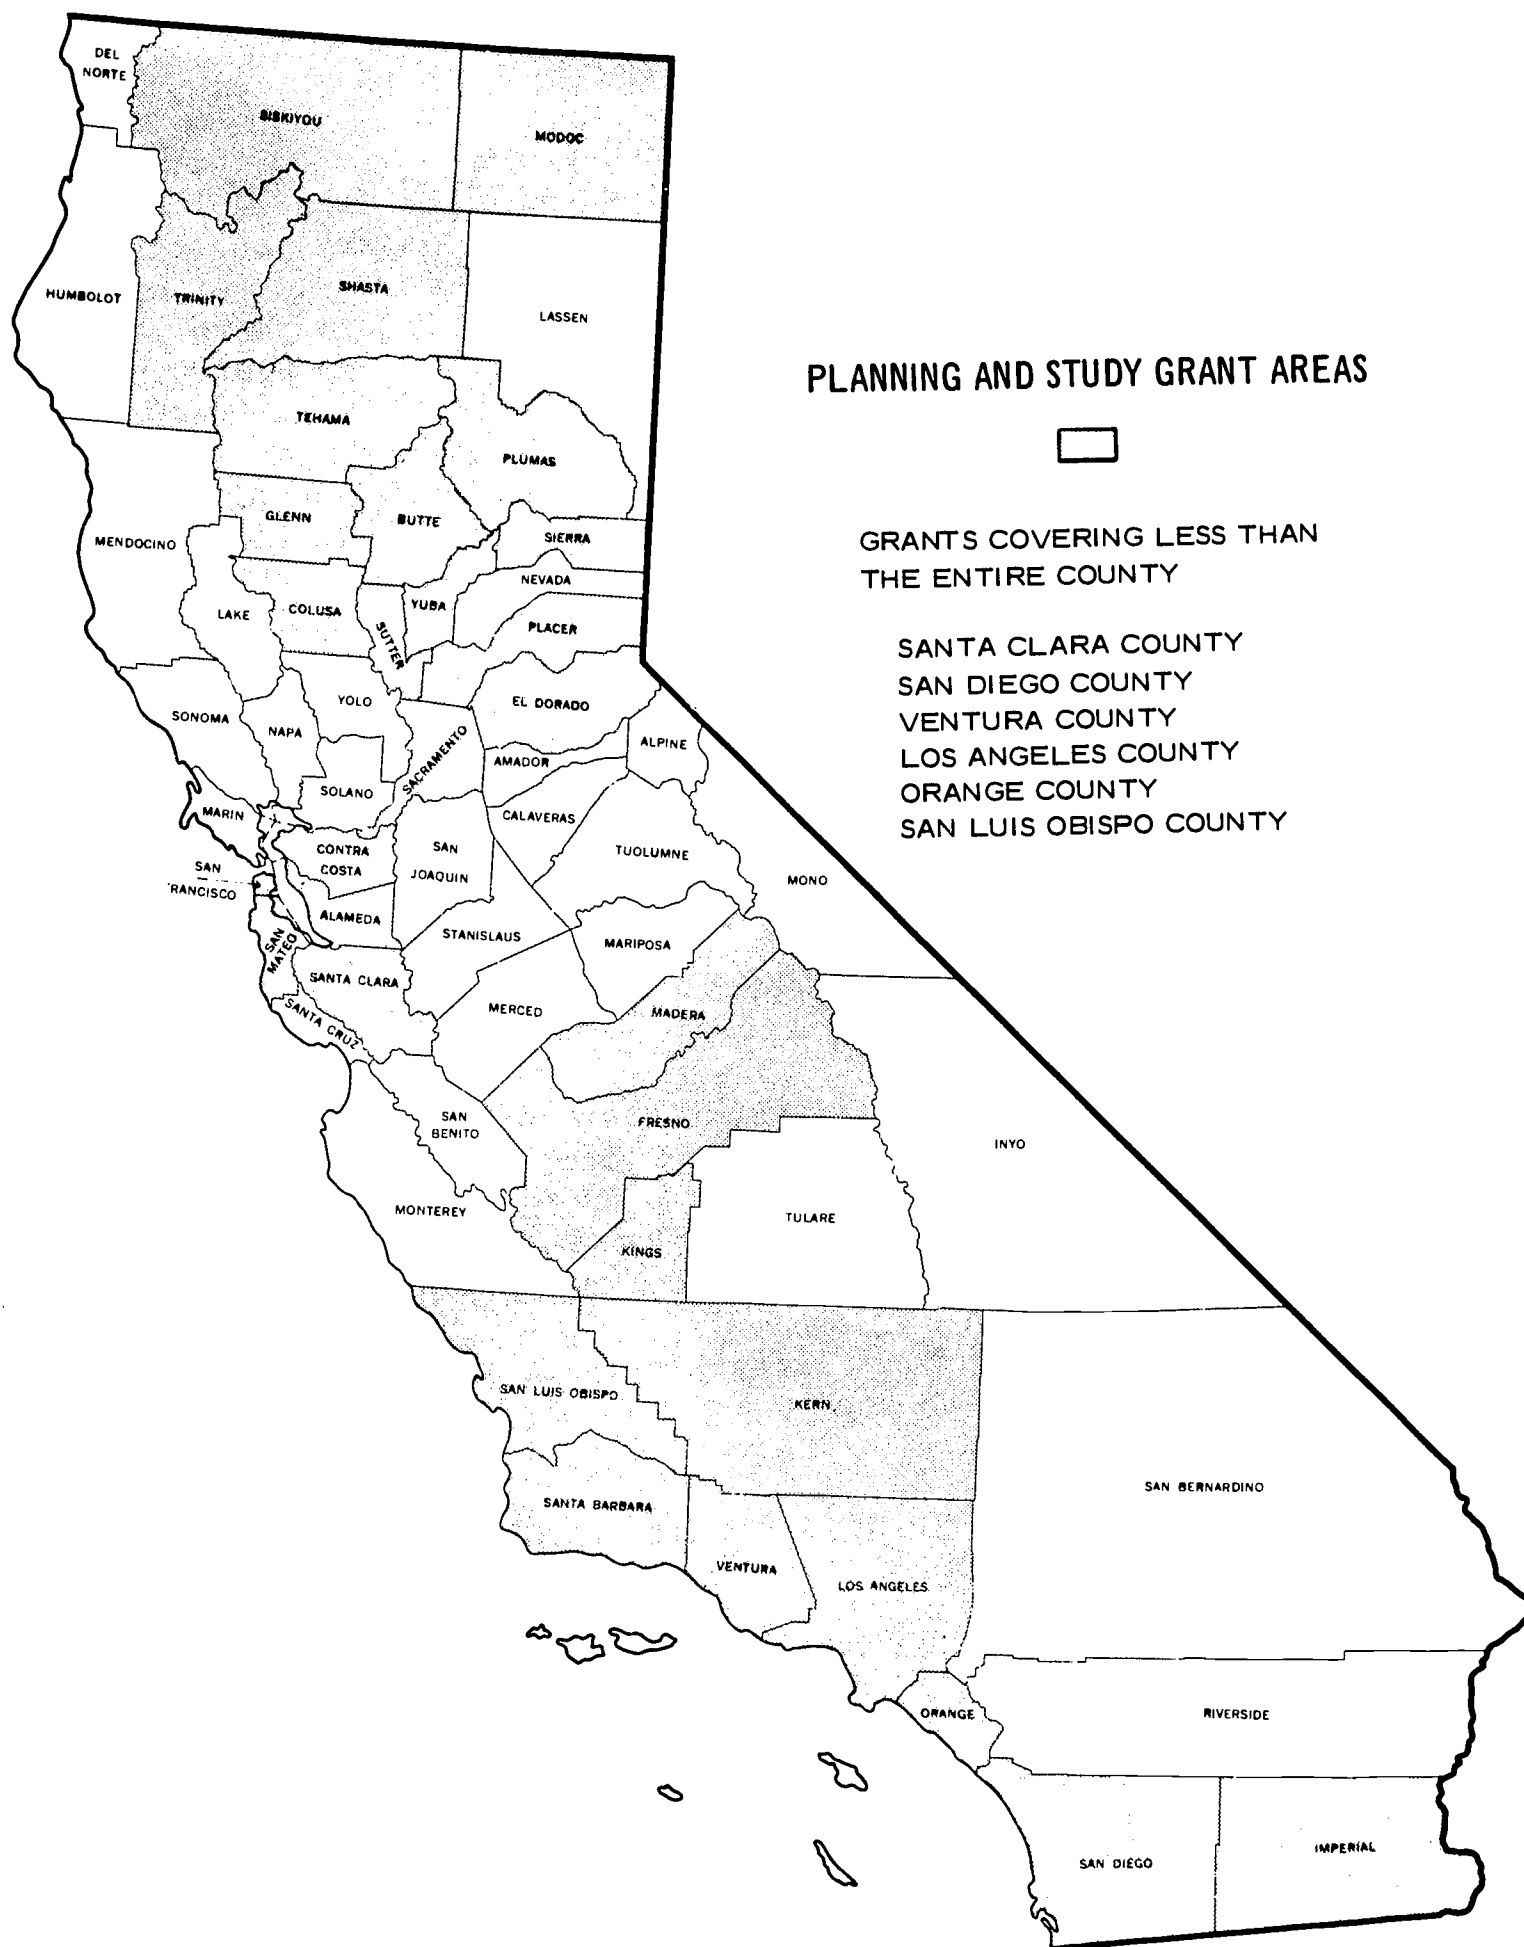 DEL
NORTE
SISKIYOU
MODOC
HUMBOLOT
TRINITY
SHASTA
LASSEN
PLANNING AND STUDY GRANT AREAS
TEHAMA
PLUMAS
GLENN
BUTTE
MENDOCINO
SIERRA
GRANTS COVERING LESS THAN
THE ENTIRE COUNTY
NEVADA
LAKE
COLUSA
YUBA
SUTTER
PLACER
SANTA CLARA COUNTY
SAN DIEGO COUNTY
VENTURA COUNTY
LOS ANGELES COUNTY
ORANGE COUNTY
SAN LUIS OBISPO COUNTY
SONOMA
NAPA
YOLO
EL DORADO
SACRAMENTO
ALPINE
AMADOR
SOLANO
MARIN
CALAVERAS
CONTRA
COSTA
SAN
JOAQUIN
TUOLUMNE
MONO
SAN
RANCISCO
ALAMEDA
STANISLAUS
MARIPOSA
SAN
MATEO
SANTA CLARA
SANTA CRUZ
MERCED
MADERA
SAN
BENITO
FRESNO
INYO
MONTEREY
TULARE
KINGS
SAN LUIS OBISPO
KERN
SAN BERNARDINO
SANTA BARBARA
VENTURA
LOS ANGELES
ORANGE
RIVERSIDE
SAN DIEGO
IMPERIAL